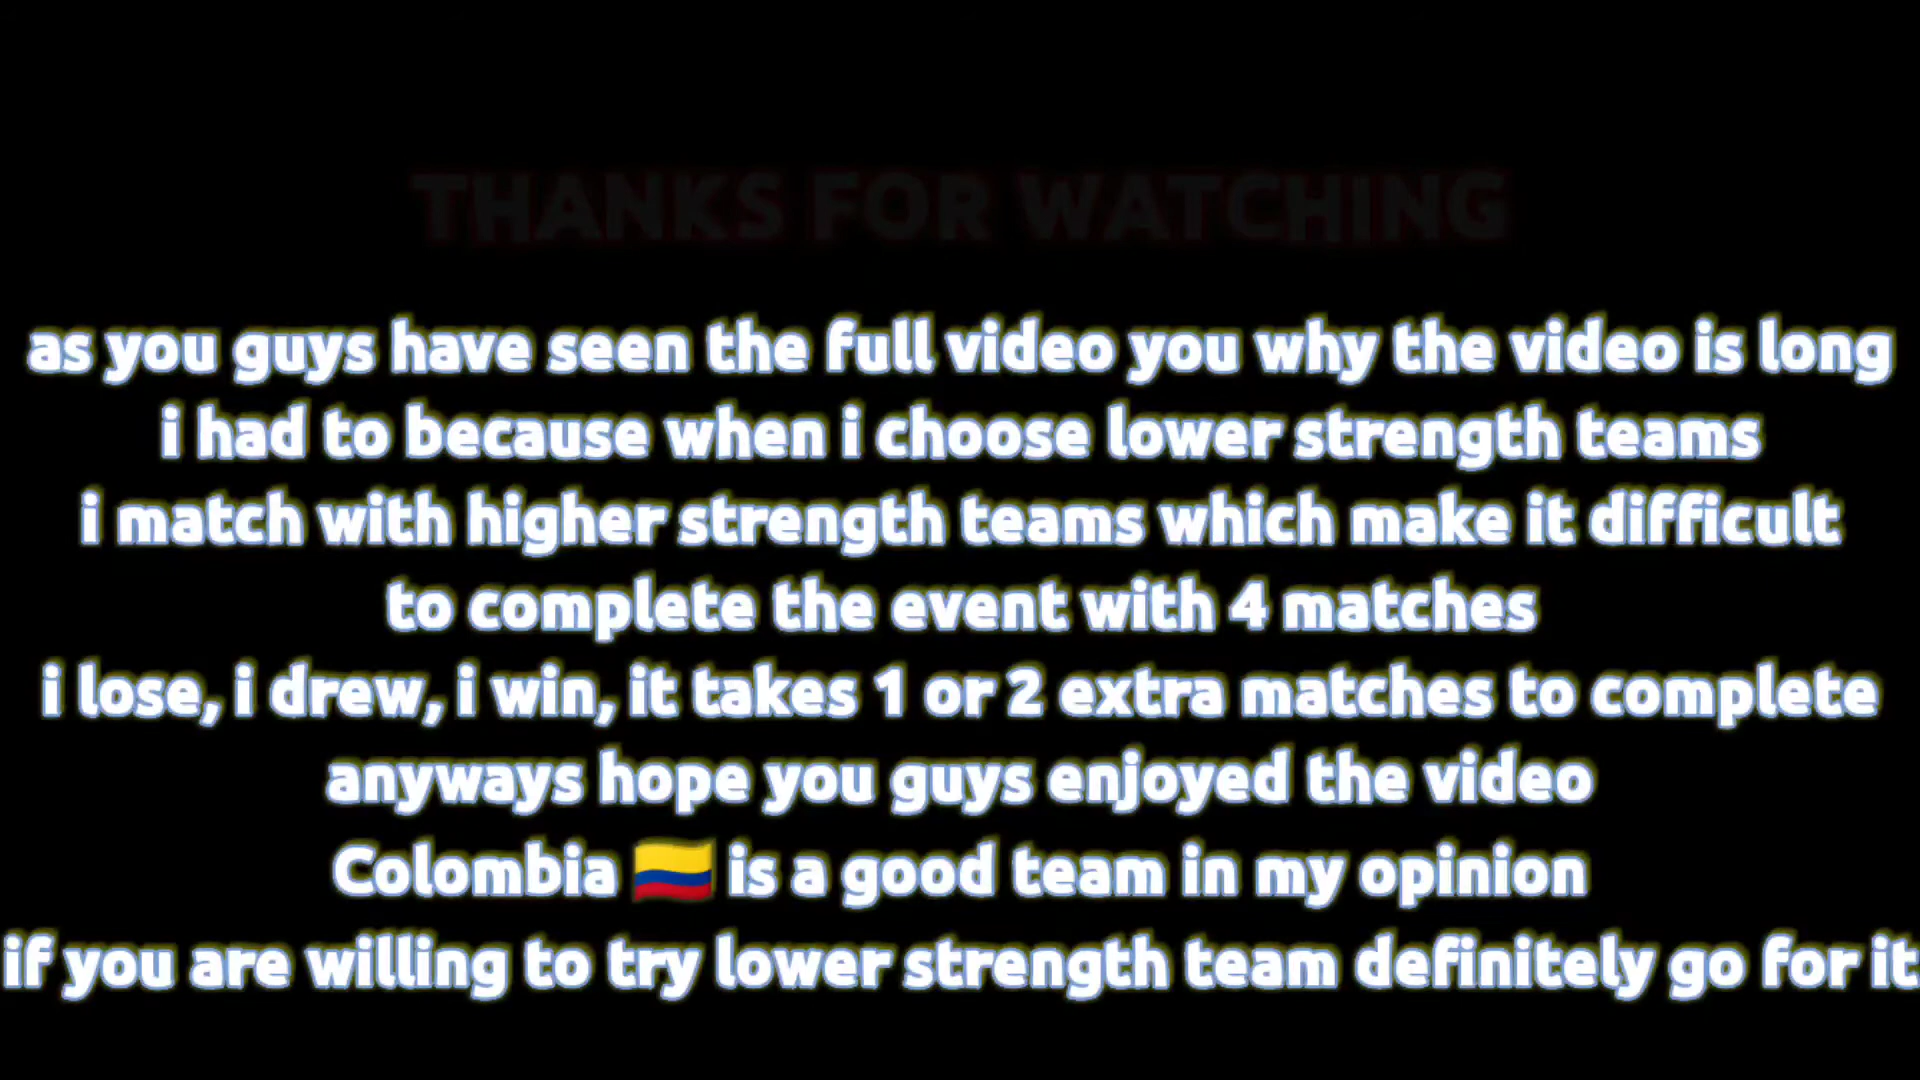 THANKS FOR WATCHING
as you guys have seen the full video you why the video is long
i had to because when i choose lower strength teams
i match with higher strength teams which make it difficult
to complete the event with 4 matches
i lose, i drew, i win, it takes 1 or 2 extra matches to complete
anyways hope you guys enjoyed the video
Colombia 🇨🇴 is a good team in my opinion
if you are willing to try lower strength team definitely go for it